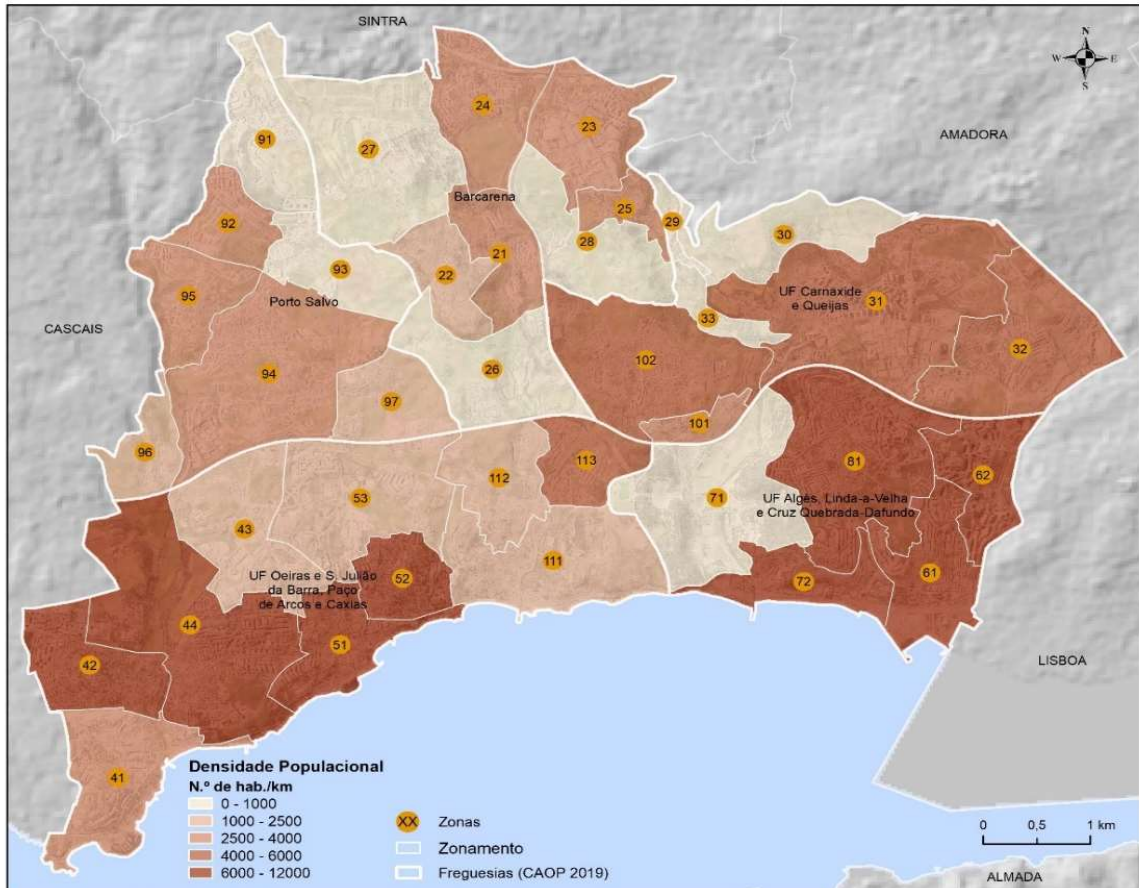 SINTRA
N
W E
S
24
23
AMADORA
91
27
Barcarena
25
92
29
30
28
21
93
22
95
Porto Salvo
UF Carnaxide
e Queijas
31
33
CASCAIS
32
102
94
26
97
101
96
113
81
62
112
53
71
UF Algés, Linda-a-Velha
e Cruz Quebrada-Dafundo
43
111
61
52
72
UF Oeiras e S. Julião
da Barra, Paço
de Arcos e Caxias
44
51
42
LISBOA
41
Densidade Populacional
N.º de hab./km
0 - 1000
1000 - 2500
2500 - 4000
4000 - 6000
6000 - 12000
XX Zonas
Zonamento
Freguesias (CAOP 2019)
0 0,5 1 km
ALMADA